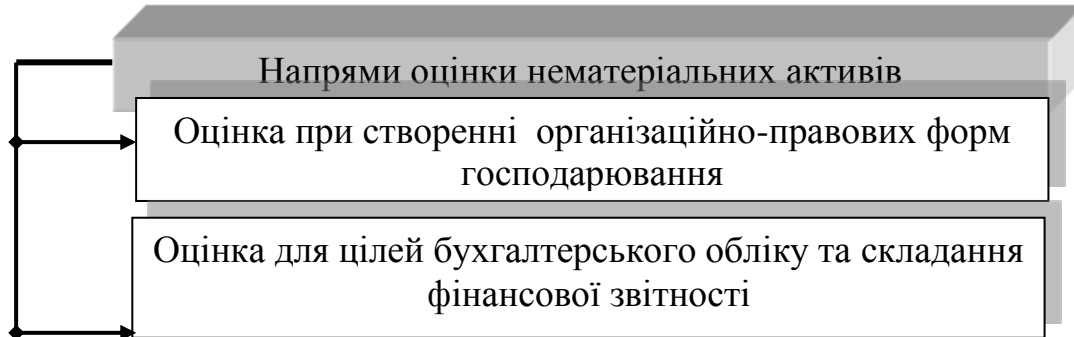 Напрями оцінки нематеріальних активів
Оцінка при створенні організаційно-правових форм
господарювання
Оцінка для цілей бухгалтерського обліку та складання
фінансової звітності